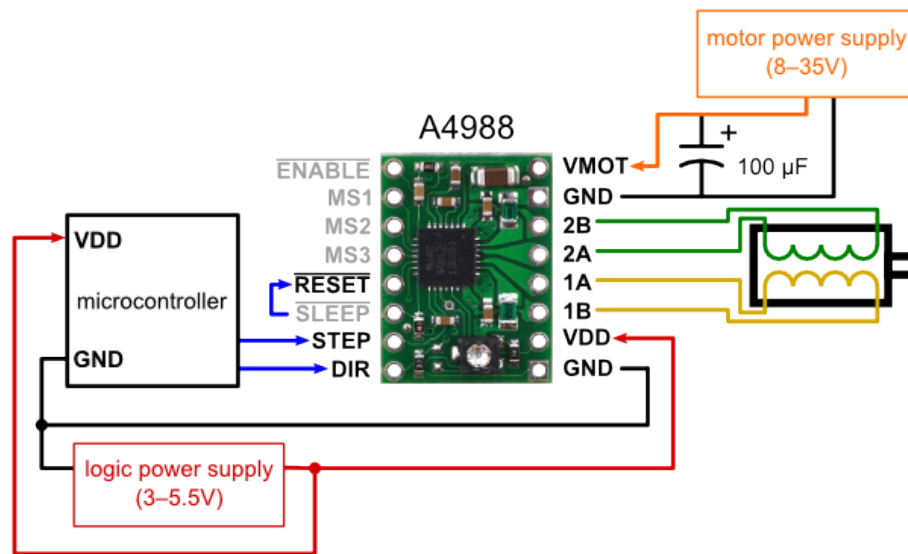 motor power supply
(8–35V)
A4988
+
100 µF
ENABLE
MS1
MS2
MS3
RESET
SLEEP
STEP
DIR
VMOT
GND
2B
2A
1A
1B
VDD
GND
VDD
microcontroller
GND
logic power supply
(3–5.5V)